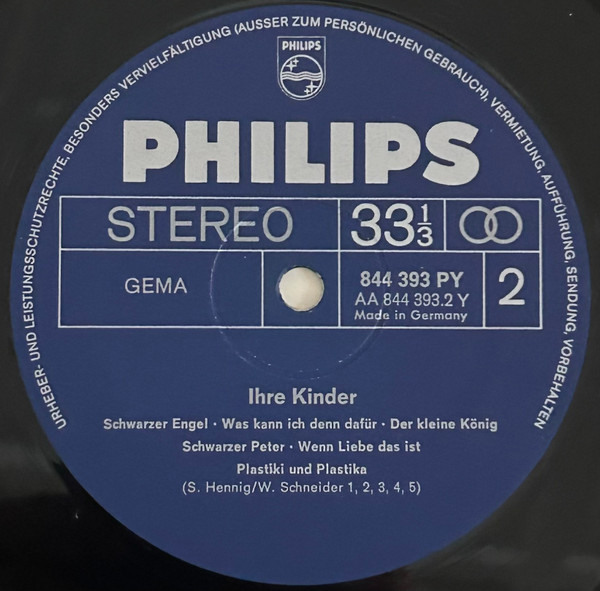 URHEBER- UND LEISTUNGSSCHUTZRECHTE, BESONDERS VERVIELFÄLTIGUNG (AUSSER ZUM PERSÖNLICHEN GEBRAUCH), VERMIETUNG, AUFFÜHRUNG, SENDUNG, VORBEHALTEN
PHILIPS
PHILIPS
STEREO 33 1/3
GEMA 844 393 PY 2
AA 844 393.2 Y
Made in Germany
Ihre Kinder
Schwarzer Engel · Was kann ich denn dafür · Der kleine König
Schwarzer Peter · Wenn Liebe das ist
Plastiki und Plastika
(S. Hennig/W. Schneider 1, 2, 3, 4, 5)